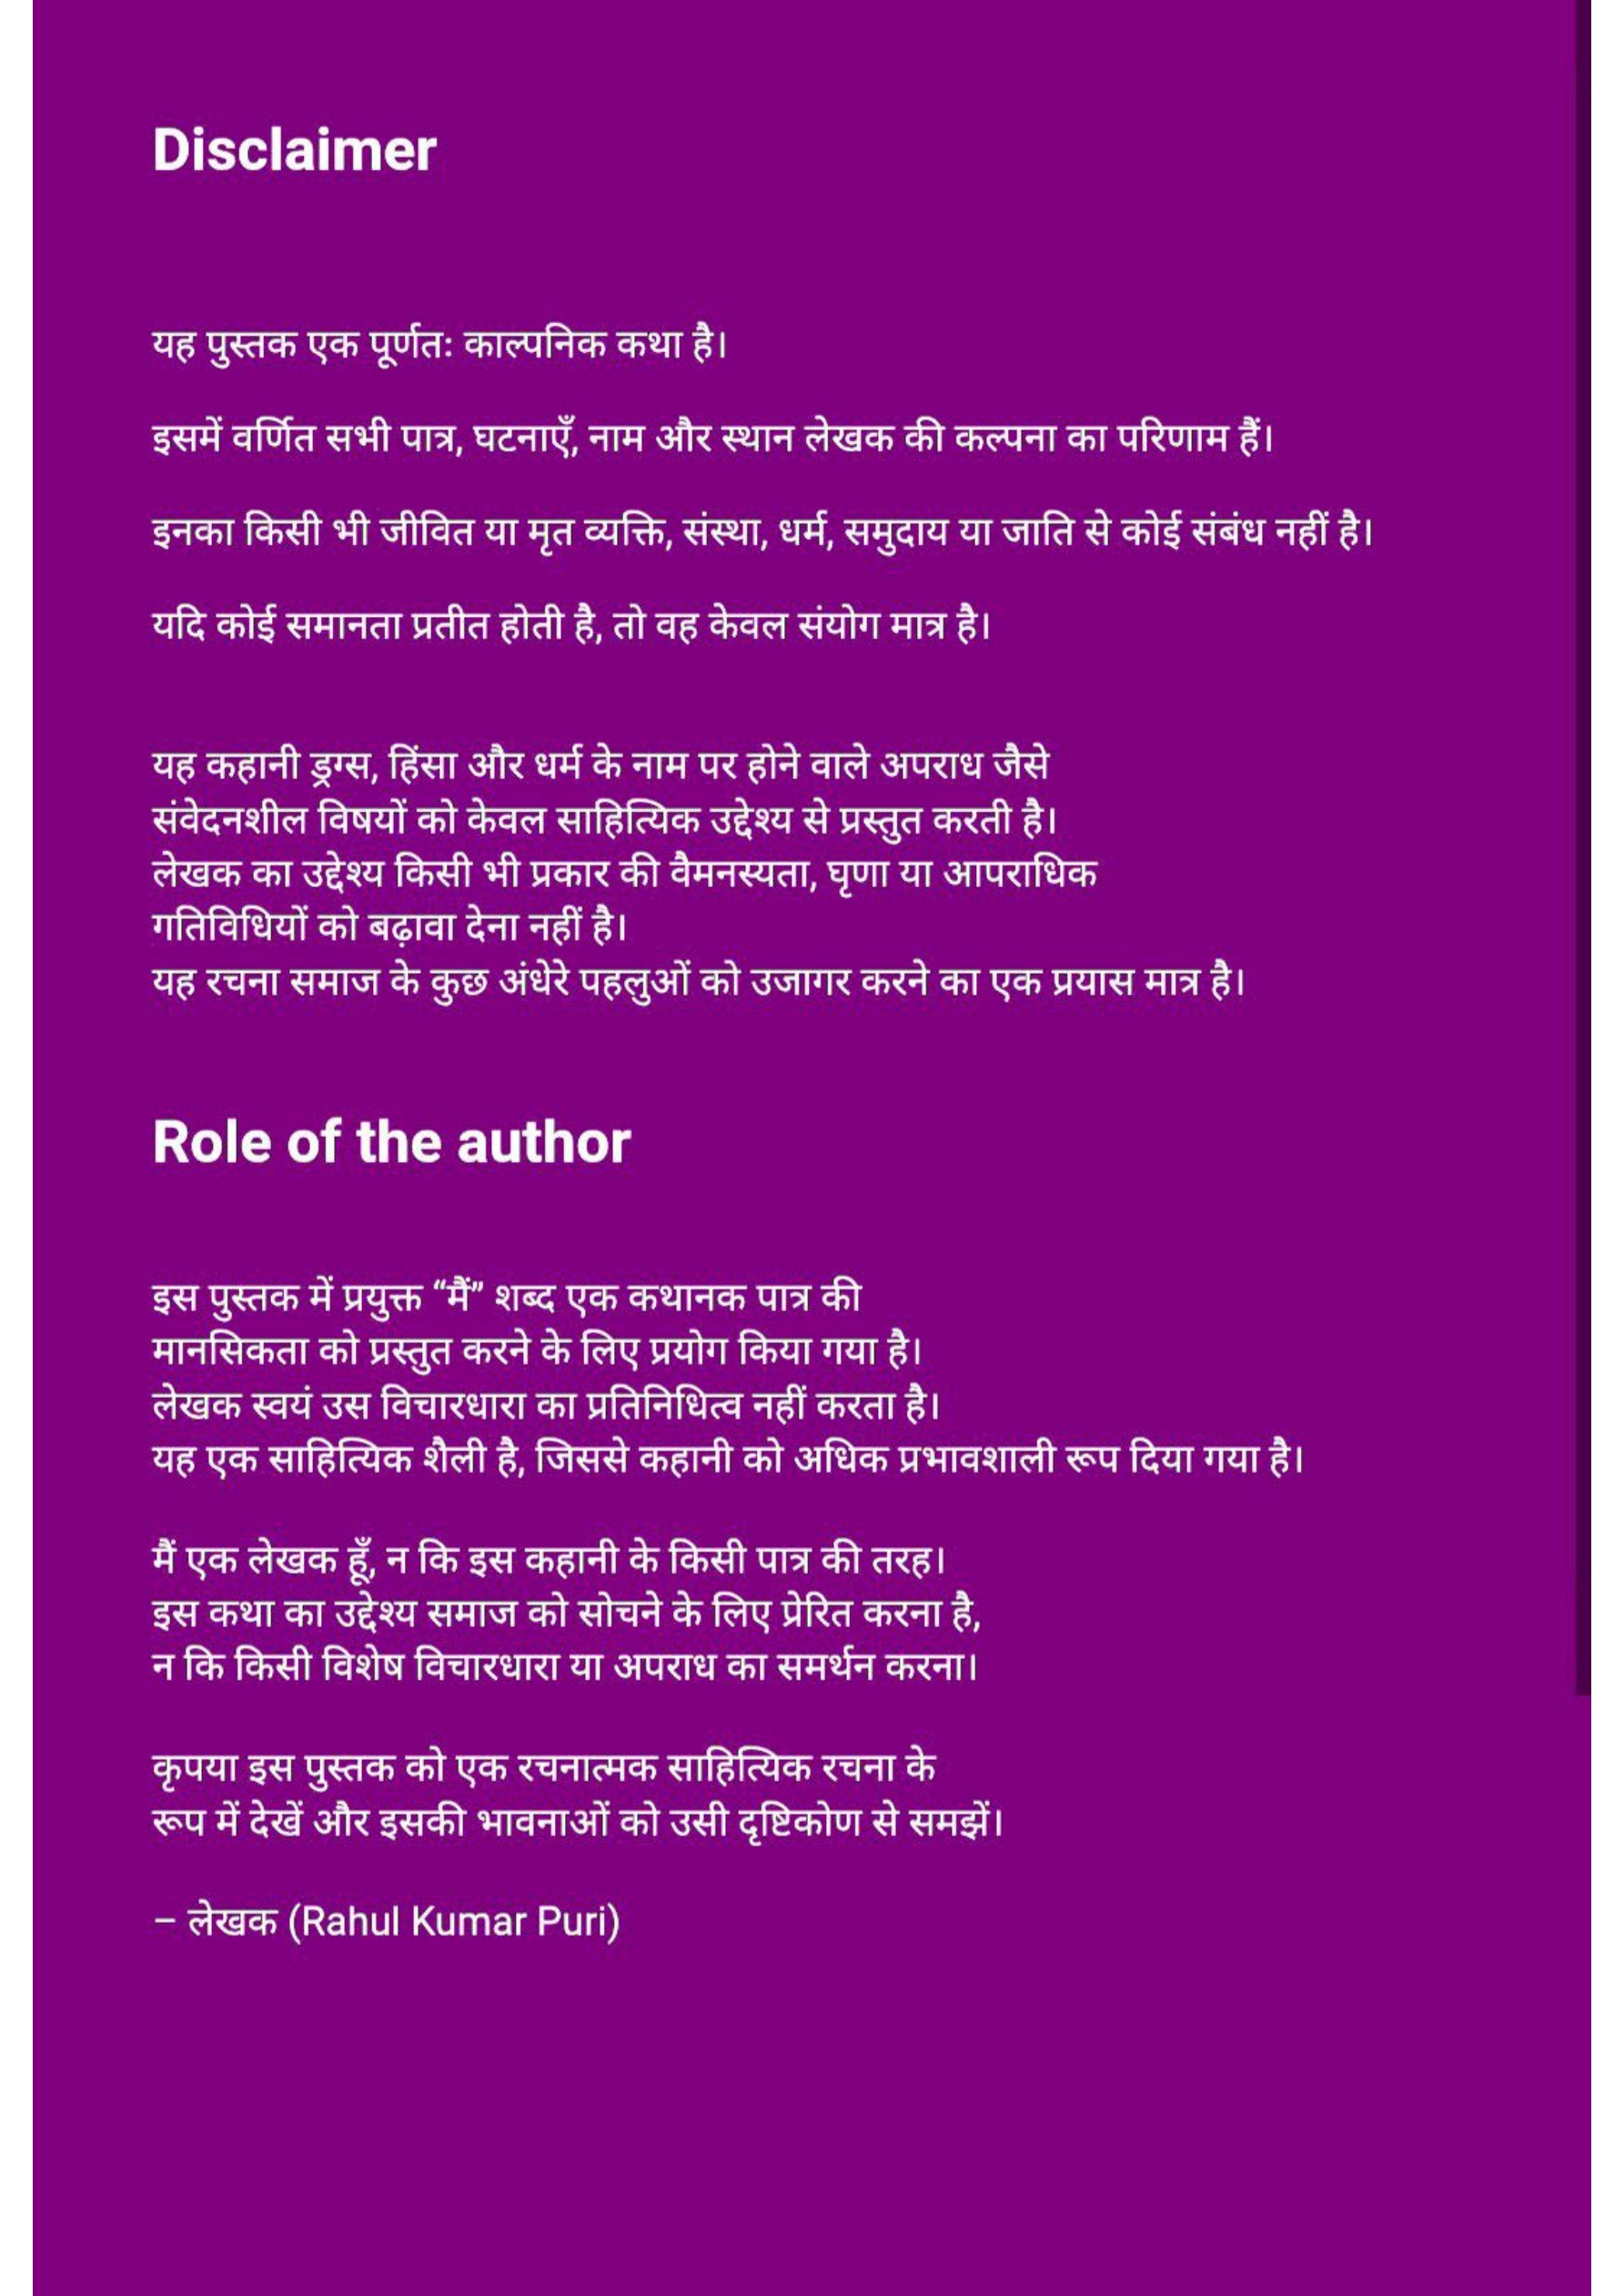 Disclaimer
यह पुस्तक एक पूर्णतः काल्पनिक कथा है।
इसमें वर्णित सभी पात्र, घटनाएँ, नाम और स्थान लेखक की कल्पना का परिणाम हैं।
इनका किसी भी जीवित या मृत व्यक्ति, संस्था, धर्म, समुदाय या जाति से कोई संबंध नहीं है।
यदि कोई समानता प्रतीत होती है, तो वह केवल संयोग मात्र है।
यह कहानी ड्रग्स, हिंसा और धर्म के नाम पर होने वाले अपराध जैसे
संवेदनशील विषयों को केवल साहित्यिक उद्देश्य से प्रस्तुत करती है।
लेखक का उद्देश्य किसी भी प्रकार की वैमनस्यता, घृणा या आपराधिक
गतिविधियों को बढ़ावा देना नहीं है।
यह रचना समाज के कुछ अंधेरे पहलुओं को उजागर करने का एक प्रयास मात्र है।
Role of the author
इस पुस्तक में प्रयुक्त “मैं” शब्द एक कथानक पात्र की
मानसिकता को प्रस्तुत करने के लिए प्रयोग किया गया है।
लेखक स्वयं उस विचारधारा का प्रतिनिधित्व नहीं करता है।
यह एक साहित्यिक शैली है, जिससे कहानी को अधिक प्रभावशाली रूप दिया गया है।
मैं एक लेखक हूँ, न कि इस कहानी के किसी पात्र की तरह।
इस कथा का उद्देश्य समाज को सोचने के लिए प्रेरित करना है,
न कि किसी विशेष विचारधारा या अपराध का समर्थन करना।
कृपया इस पुस्तक को एक रचनात्मक साहित्यिक रचना के
रूप में देखें और इसकी भावनाओं को उसी दृष्टिकोण से समझें।
– लेखक (Rahul Kumar Puri)